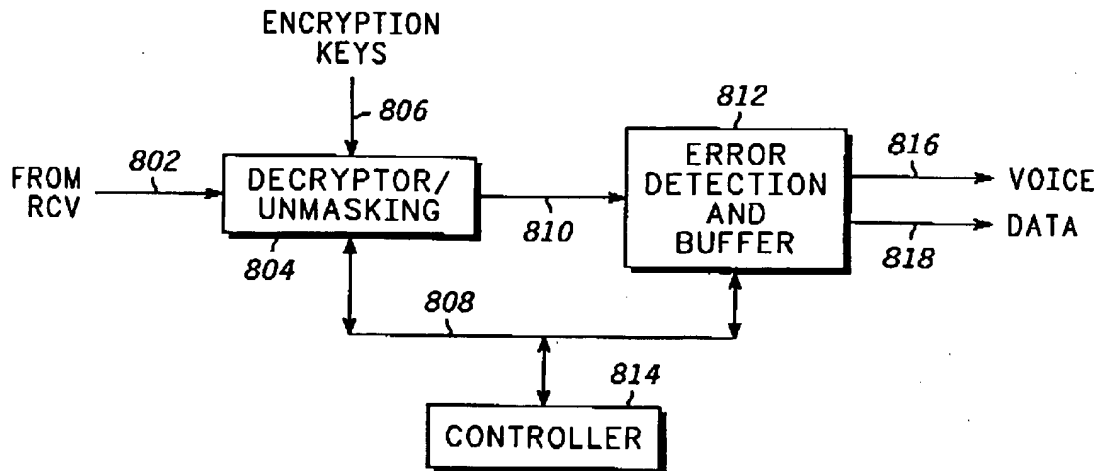 ENCRYPTION
KEYS
806
812
802
FROM
RCV
DECRYPTOR/
UNMASKING
804
810
ERROR
DETECTION
AND
BUFFER
816
VOICE
DATA
818
808
814
CONTROLLER